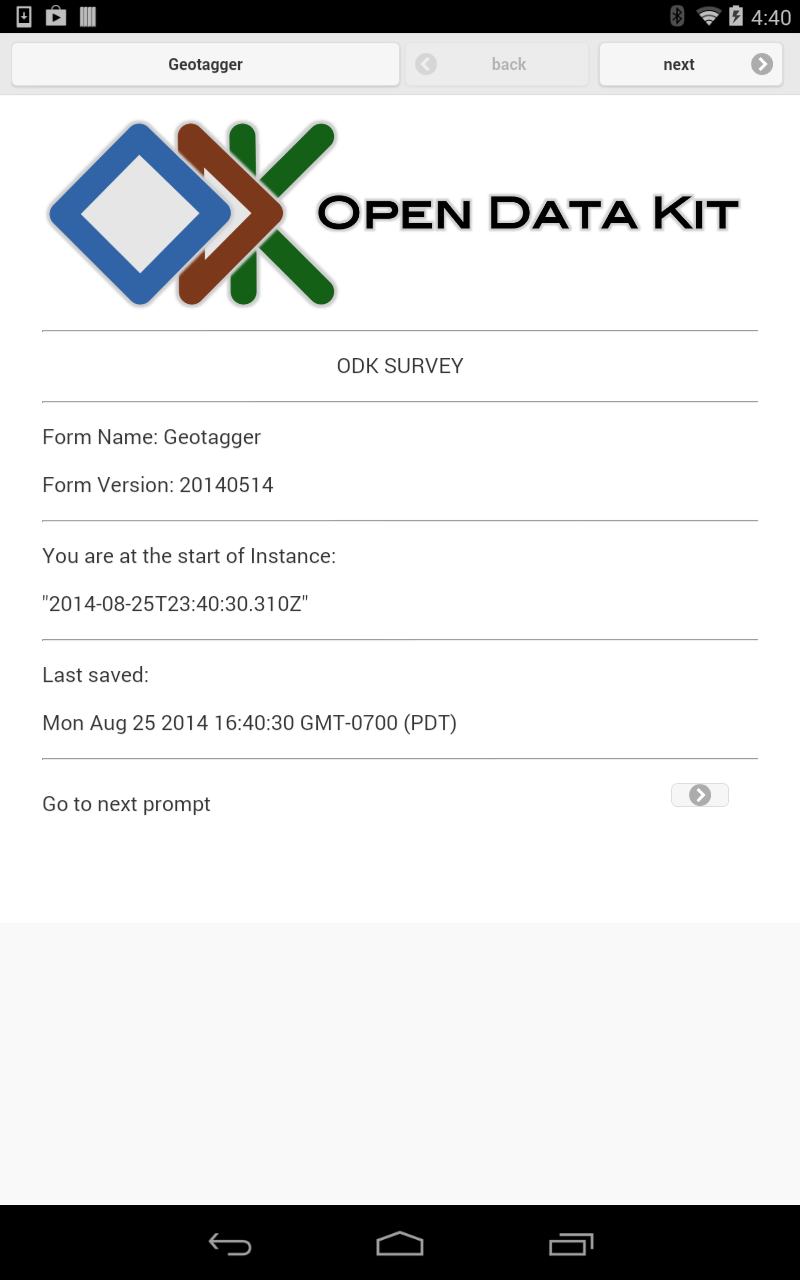 4:40
Geotagger
back
next
OPEN DATA KIT
ODK SURVEY
Form Name: Geotagger
Form Version: 20140514
You are at the start of Instance:
"2014-08-25T23:40:30.310Z"
Last saved:
Mon Aug 25 2014 16:40:30 GMT-0700 (PDT)
Go to next prompt